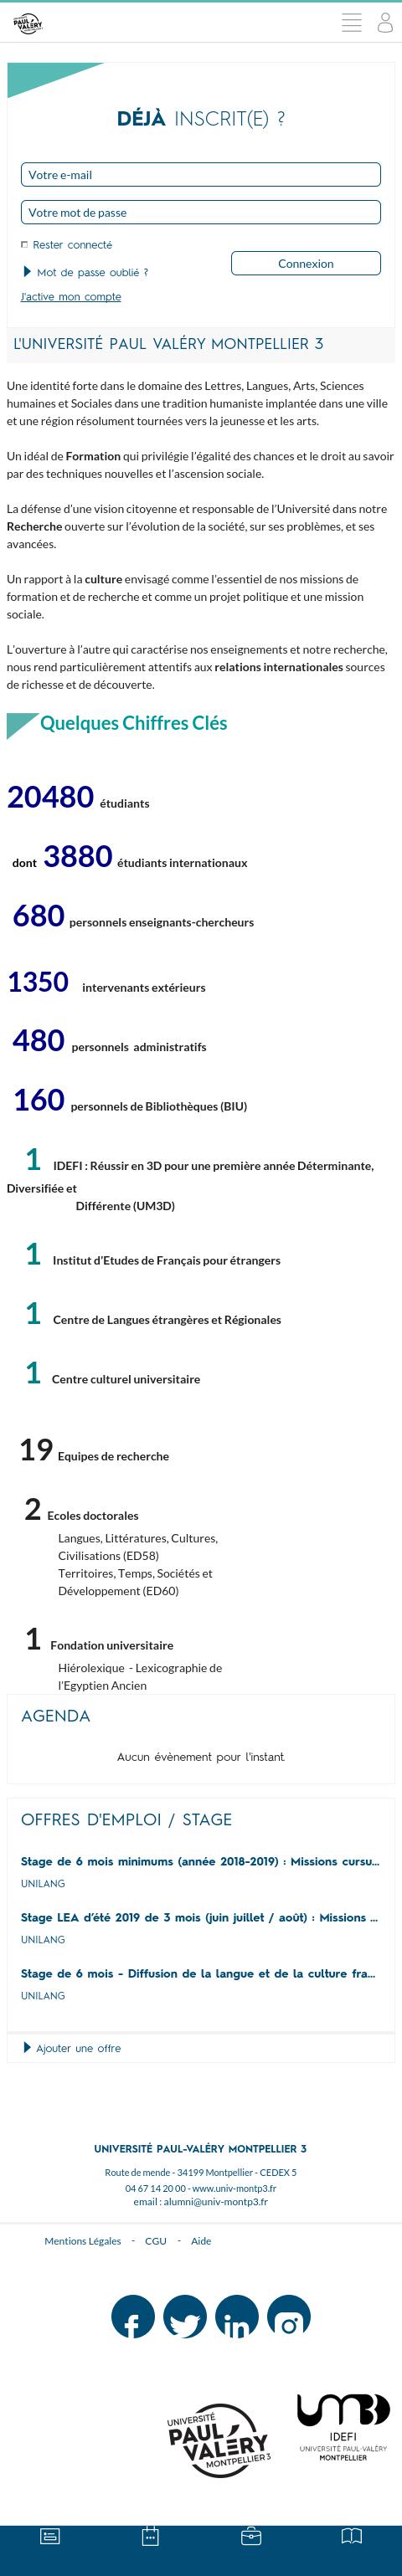 UNIVERSITÉ
PAUL
VALÉRY
DÉJÀ INSCRIT(E) ?
Votre e-mail
Votre mot de passe
Rester connecté
Mot de passe oublié ?
Connexion
J'active mon compte
L'UNIVERSITÉ PAUL VALÉRY MONTPELLIER 3
Une identité forte dans le domaine des Lettres, Langues, Arts, Sciences
humaines et Sociales dans une tradition humaniste implantée dans une ville
et une région résolument tournées vers la jeunesse et les arts.
Un idéal de Formation qui privilégie l'égalité des chances et le droit au savoir
par des techniques nouvelles et l'ascension sociale.
La défense d'une vision citoyenne et responsable de l'Université dans notre
Recherche ouverte sur l'évolution de la société, sur ses problèmes, et ses
avancées.
Un rapport à la culture envisagé comme l'essentiel de nos missions de
formation et de recherche et comme un projet politique et une mission
sociale.
L'ouverture à l'autre qui caractérise nos enseignements et notre recherche,
nous rend particulièrement attentifs aux relations internationales sources
de richesse et de découverte.
Quelques Chiffres Clés
20480 étudiants
dont 3880 étudiants internationaux
680 personnels enseignants-chercheurs
1350 intervenants extérieurs
480 personnels administratifs
160 personnels de Bibliothèques (BIU)
1 IDEFI : Réussir en 3D pour une première année Déterminante,
Diversifiée et
Différente (UM3D)
1 Institut d'Etudes de Français pour étrangers
1 Centre de Langues étrangères et Régionales
1 Centre culturel universitaire
19 Equipes de recherche
2 Ecoles doctorales
Langues, Littératures, Cultures,
Civilisations (ED58)
Territoires, Temps, Sociétés et
Développement (ED60)
1 Fondation universitaire
Hiérolexique - Lexicographie de
l'Egyptien Ancien
AGENDA
Aucun évènement pour l'instant
OFFRES D'EMPLOI / STAGE
Stage de 6 mois minimums (année 2018-2019) : Missions cursu...
UNILANG
Stage LEA d'été 2019 de 3 mois (juin juillet / août) : Missions ...
UNILANG
Stage de 6 mois - Diffusion de la langue et de la culture fra...
UNILANG
Ajouter une offre
UNIVERSITÉ PAUL-VALÉRY MONTPELLIER 3
Route de mende - 34199 Montpellier - CEDEX 5
04 67 14 20 00 - www.univ-montp3.fr
email : alumni@univ-montp3.fr
Mentions Légales - CGU - Aide
UNIVERSITÉ
PAUL
VALÉRY
MONTPELLIER 3
UM3D
IDEFI
UNIVERSITÉ PAUL-VALÉRY
MONTPELLIER